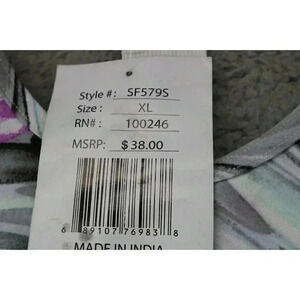 Style #: SF579S
Size: XL
RN#: 100246
MSRP: $38.00
6 89107 76983 8
MADE IN INDIA